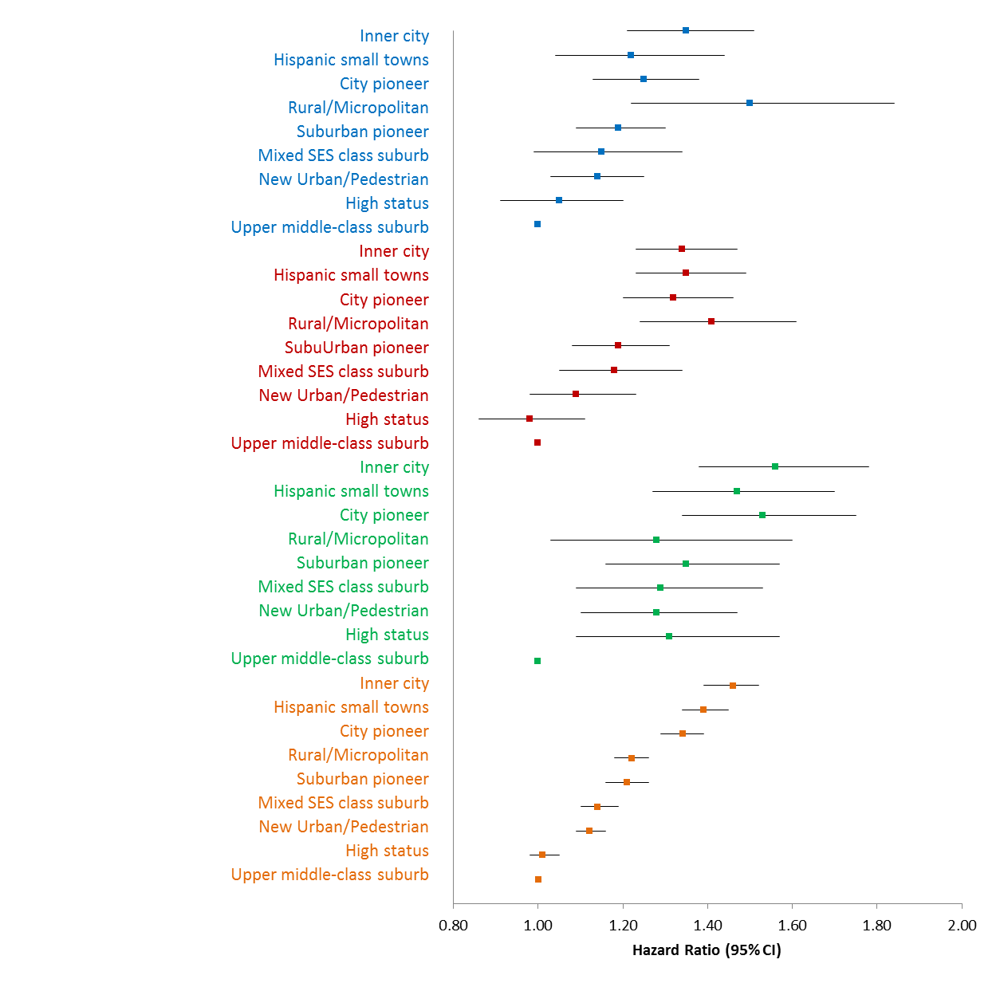 Inner city
Hispanic small towns
City pioneer
Rural/Micropolitan
Suburban pioneer
Mixed SES class suburb
New Urban/Pedestrian
High status
Upper middle-class suburb
Inner city
Hispanic small towns
City pioneer
Rural/Micropolitan
SubuUrban pioneer
Mixed SES class suburb
New Urban/Pedestrian
High status
Upper middle-class suburb
Inner city
Hispanic small towns
City pioneer
Rural/Micropolitan
Suburban pioneer
Mixed SES class suburb
New Urban/Pedestrian
High status
Upper middle-class suburb
Inner city
Hispanic small towns
City pioneer
Rural/Micropolitan
Suburban pioneer
Mixed SES class suburb
New Urban/Pedestrian
High status
Upper middle-class suburb
0.80 1.00 1.20 1.40 1.60 1.80 2.00
Hazard Ratio (95% CI)